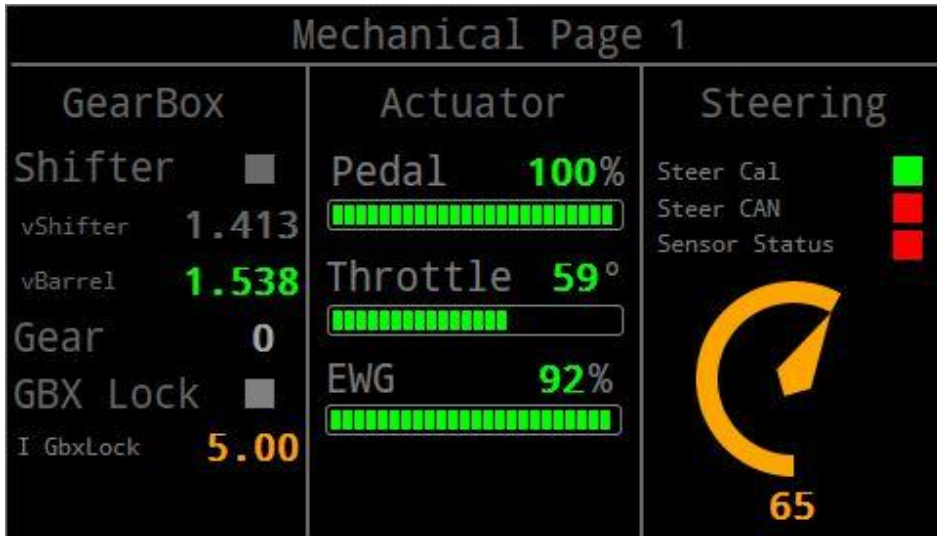 Mechanical Page 1
GearBox
Shifter
vShifter 1.413
vBarrel 1.538
Gear 0
GBX Lock
I GbxLock 5.00
Actuator
Pedal 100%
Throttle 59°
EWG 92%
Steering
Steer Cal
Steer CAN
Sensor Status
65